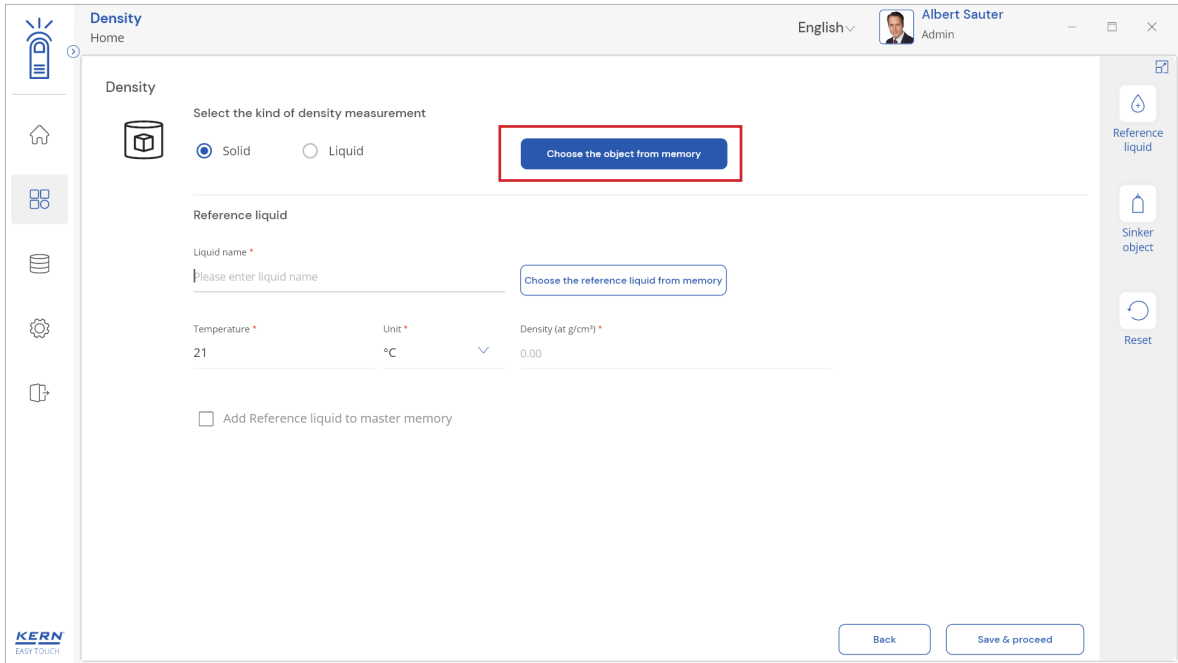 Density
Home
English
Albert Sauter
Admin
Density
Select the kind of density measurement
Solid
Liquid
Choose the object from memory
Reference liquid
Liquid name *
Please enter liquid name
Choose the reference liquid from memory
Temperature *
Unit *
Density (at g/cm³) *
21
°C
0.00
Add Reference liquid to master memory
Back
Save & proceed
Reference
liquid
Sinker
object
Reset
KERN
EASY TOUCH